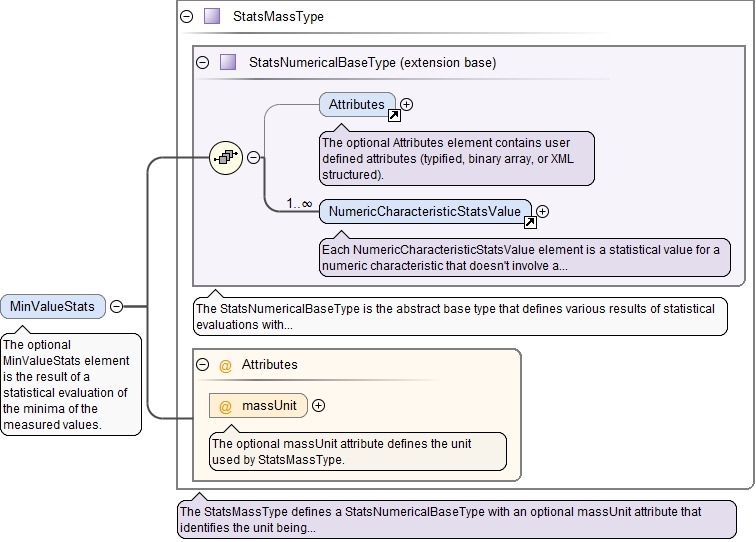 StatsMassType
StatsNumericalBaseType (extension base)
Attributes
The optional Attributes element contains user
defined attributes (typified, binary array, or XML
structured).
1..∞
NumericCharacteristicStatsValue
Each NumericCharacteristicStatsValue element is a statistical value for a
numeric characteristic that doesn't involve a...
MinValueStats
The StatsNumericalBaseType is the abstract base type that defines various results of statistical
evaluations with...
The optional
MinValueStats element
is the result of a
statistical evaluation of
the minima of the
measured values.
@ Attributes
@ massUnit
The optional massUnit attribute defines the unit
used by StatsMassType.
The StatsMassType defines a StatsNumericalBaseType with an optional massUnit attribute that
identifies the unit being...